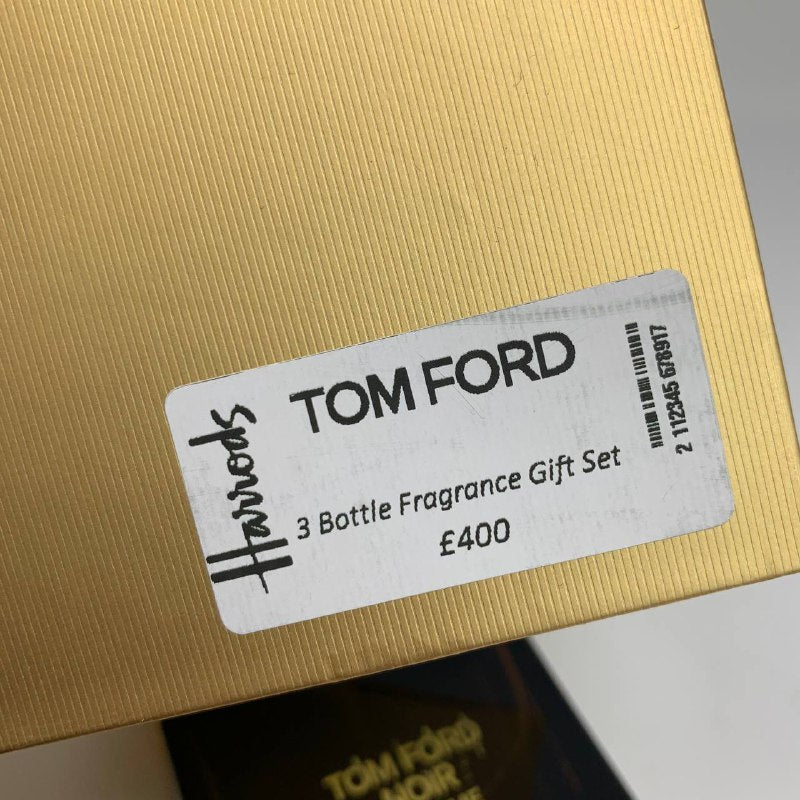 Harrods
TOM FORD
3 Bottle Fragrance Gift Set
£400
2 112345 678917
TOM FORD
NOIR